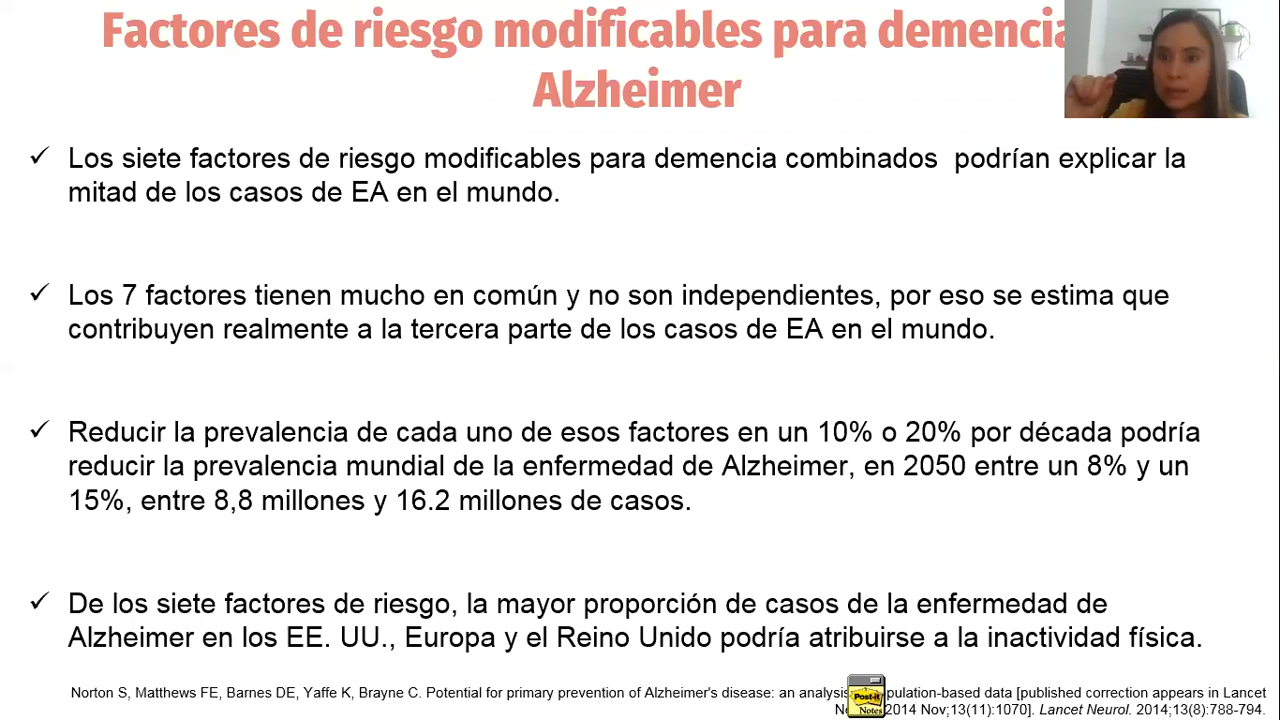 Factores de riesgo modificables para demencia
Alzheimer
✓ Los siete factores de riesgo modificables para demencia combinados podrían explicar la
mitad de los casos de EA en el mundo.
✓ Los 7 factores tienen mucho en común y no son independientes, por eso se estima que
contribuyen realmente a la tercera parte de los casos de EA en el mundo.
✓ Reducir la prevalencia de cada uno de esos factores en un 10% o 20% por década podría
reducir la prevalencia mundial de la enfermedad de Alzheimer, en 2050 entre un 8% y un
15%, entre 8,8 millones y 16.2 millones de casos.
✓ De los siete factores de riesgo, la mayor proporción de casos de la enfermedad de
Alzheimer en los EE. UU., Europa y el Reino Unido podría atribuirse a la inactividad física.
Norton S, Matthews FE, Barnes DE, Yaffe K, Brayne C. Potential for primary prevention of Alzheimer's disease: an analysis pulation-based data [published correction appears in Lancet
2014 Nov;13(11):1070]. Lancet Neurol. 2014;13(8):788-794.
Post-it
Notes